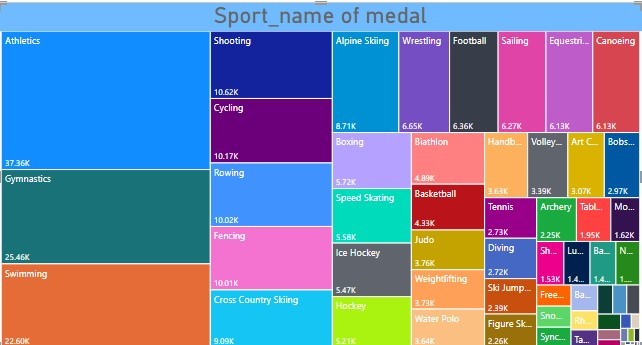 Sport_name of medal
Athletics
37.36K
Gymnastics
25.46K
Swimming
22.60K
Shooting
10.62K
Cycling
10.17K
Rowing
10.02K
Fencing
10.01K
Cross Country Skiing
9.09K
Alpine Skiing
8.71K
Wrestling
6.65K
Football
6.36K
Sailing
6.27K
Equestri...
6.13K
Canoeing
6.13K
Boxing
5.72K
Speed Skating
5.58K
Ice Hockey
5.47K
Hockey
5.21K
Biathlon
4.89K
Basketball
4.33K
Judo
3.76K
Weightlifting
3.73K
Water Polo
3.64K
Handb...
3.63K
Volley...
3.39K
Art C...
3.07K
Bobs...
2.97K
Tennis
2.73K
Diving
2.72K
Ski Jump...
2.39K
Figure Sk...
2.26K
Archery
2.25K
Tabl...
1.95K
Mo...
1.62K
Sh...
1.53K
Lu...
1.4...
Ba...
1.4...
N...
1....
Free...
Sno...
Sync...
Ba...
Rh...
Ta...